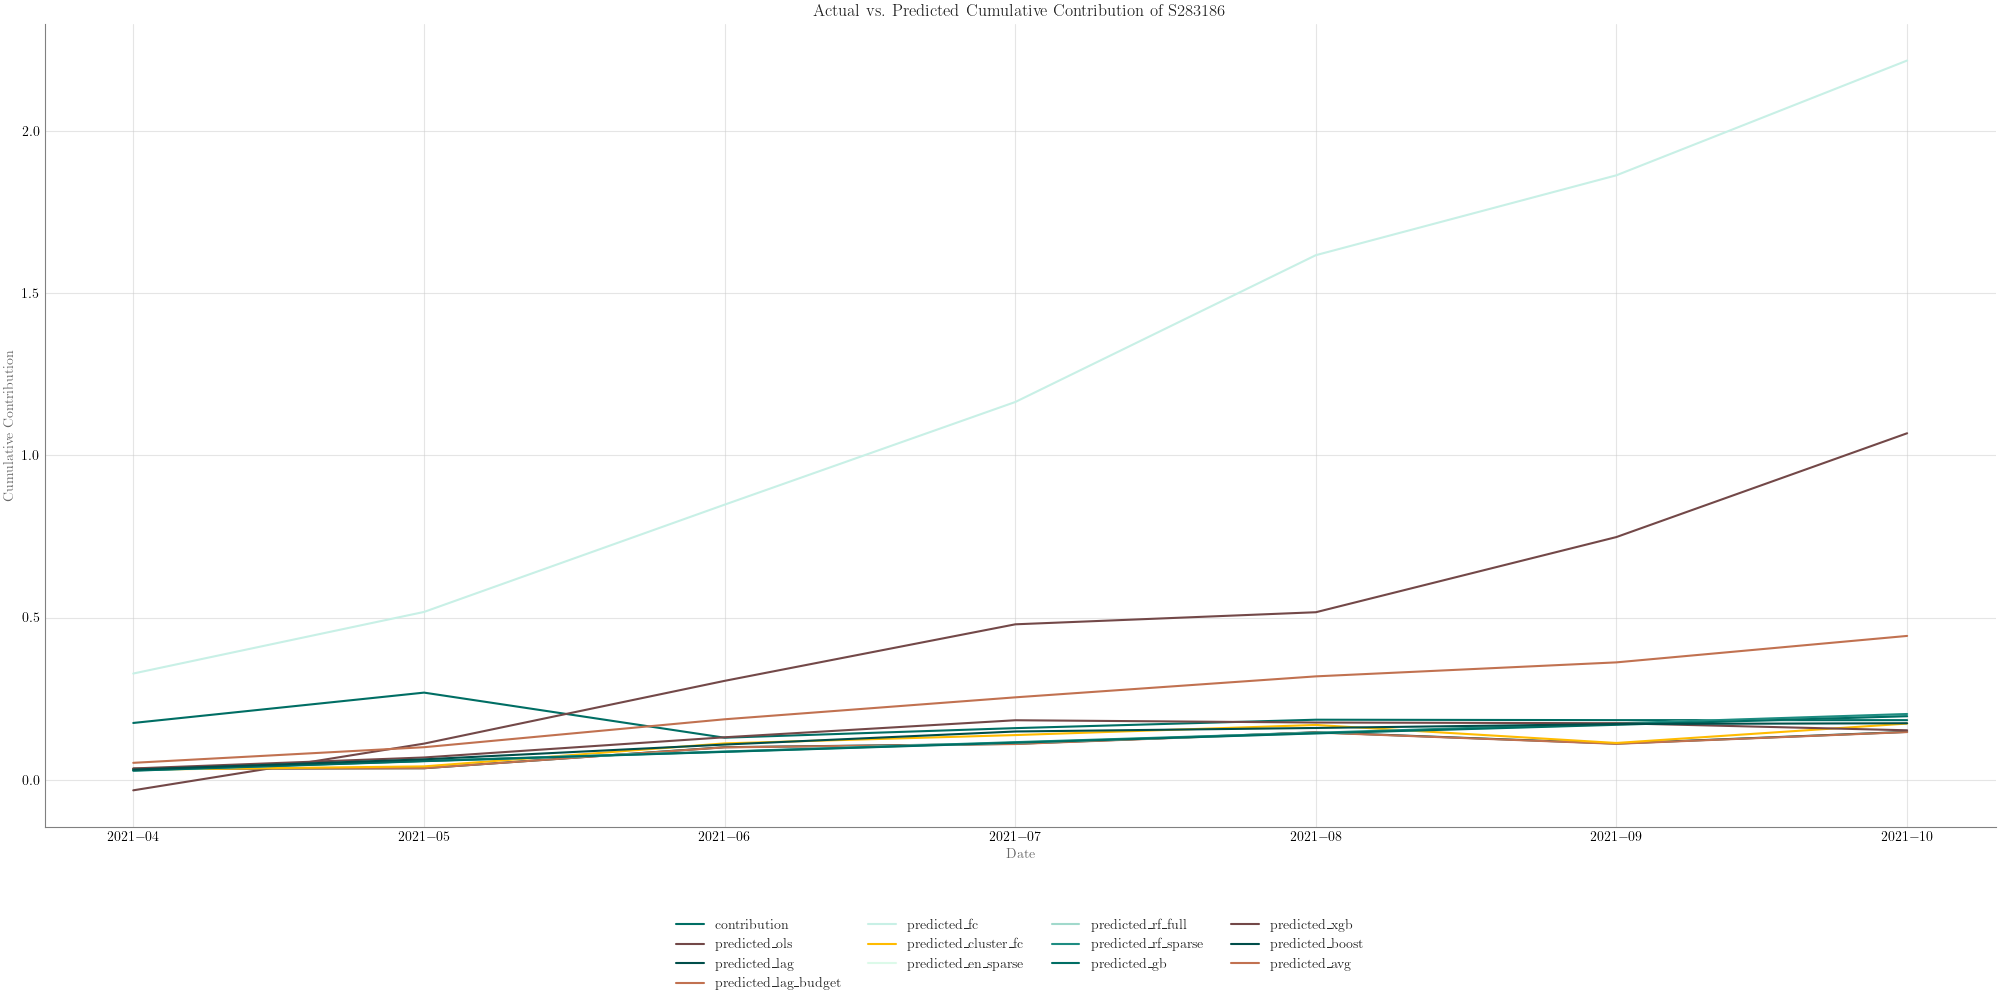 Actual vs. Predicted Cumulative Contribution of S283186
Cumulative Contribution
2.0
1.5
1.0
0.5
0.0
2021−04 2021−05 2021−06 2021−07 2021−08 2021−09 2021−10
Date
contribution predicted_fc predicted_rf_full predicted_xgb
predicted_ols predicted_cluster_fc predicted_rf_sparse predicted_boost
predicted_lag predicted_en_sparse predicted_gb predicted_avg
predicted_lag_budget